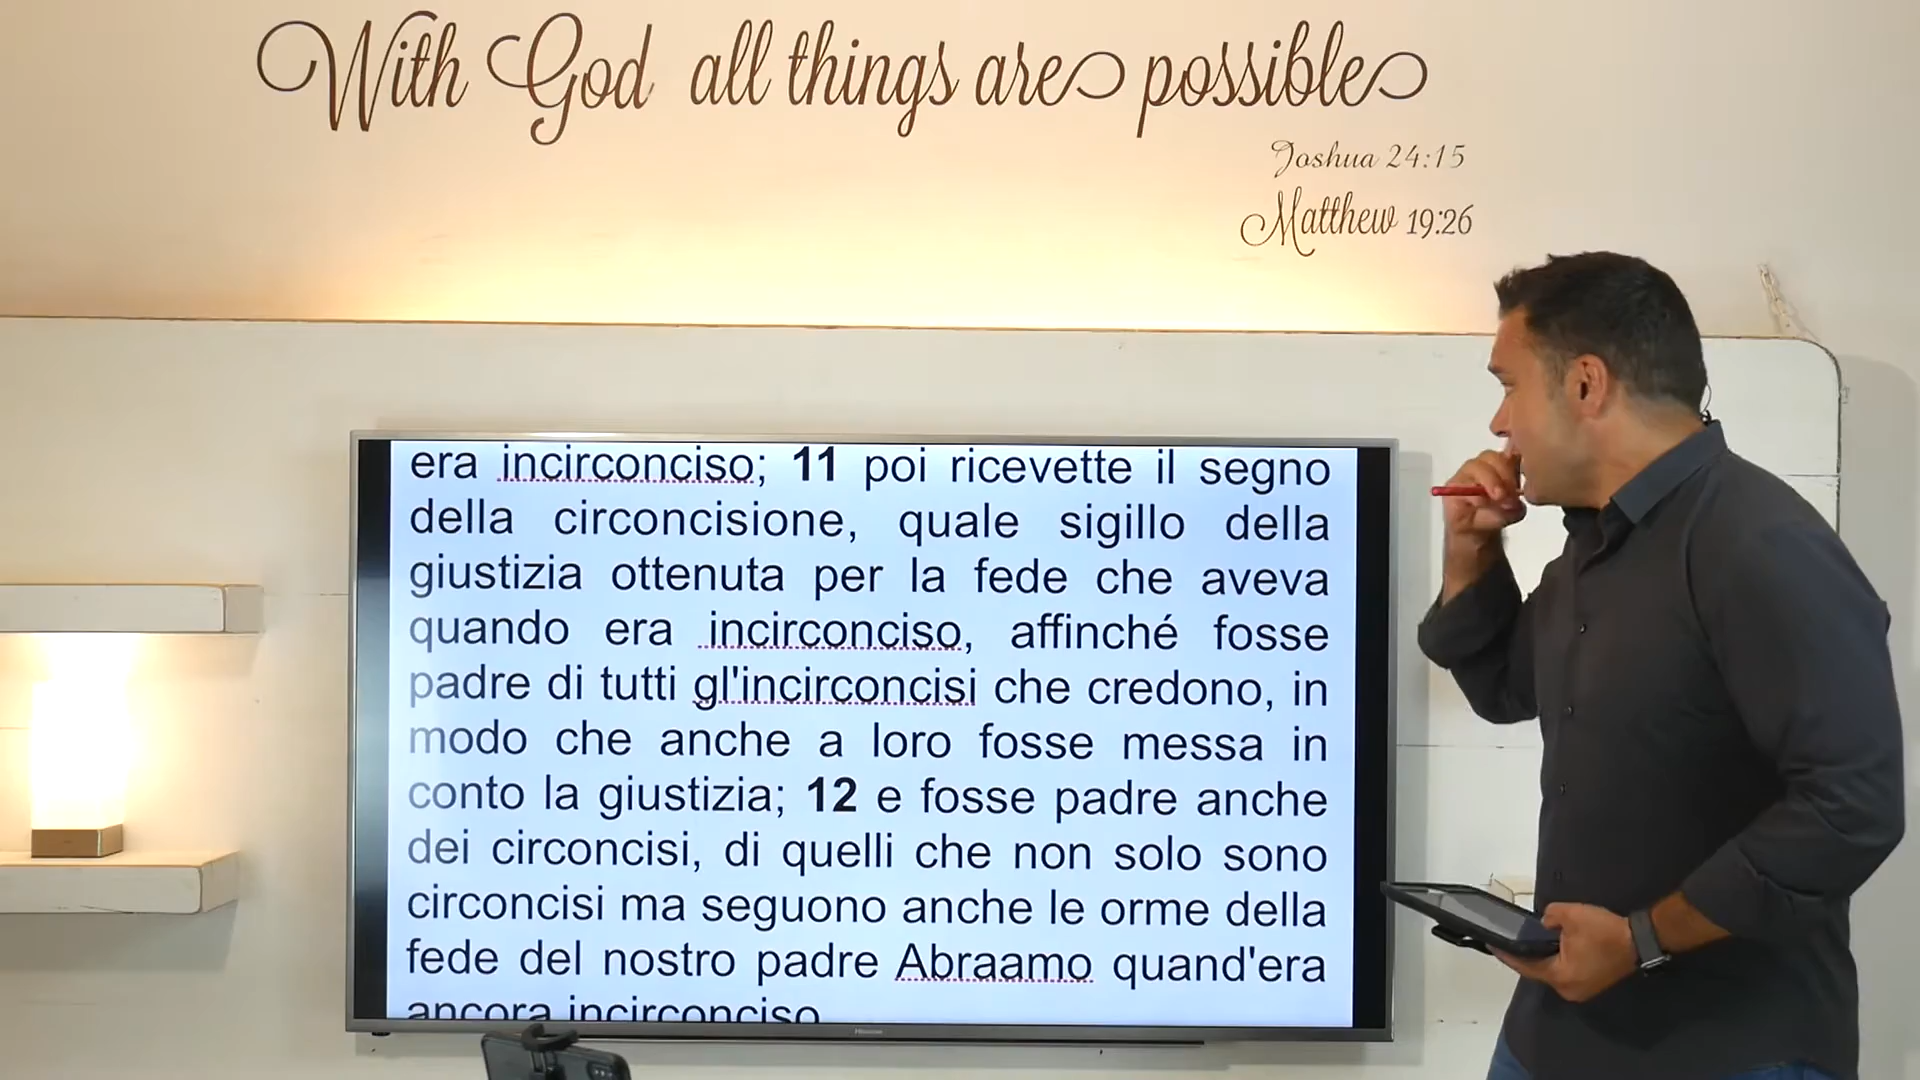 With God all things are possible
Joshua 24:15
Matthew 19:26
era incirconciso; 11 poi ricevette il segno
della circoncisione, quale sigillo della
giustizia ottenuta per la fede che aveva
quando era incirconciso, affinché fosse
padre di tutti gl'incirconcisi che credono, in
modo che anche a loro fosse messa in
conto la giustizia; 12 e fosse padre anche
dei circoncisi, di quelli che non solo sono
circoncisi ma seguono anche le orme della
fede del nostro padre Abraamo quand'era
ancora incirconciso
Hisense